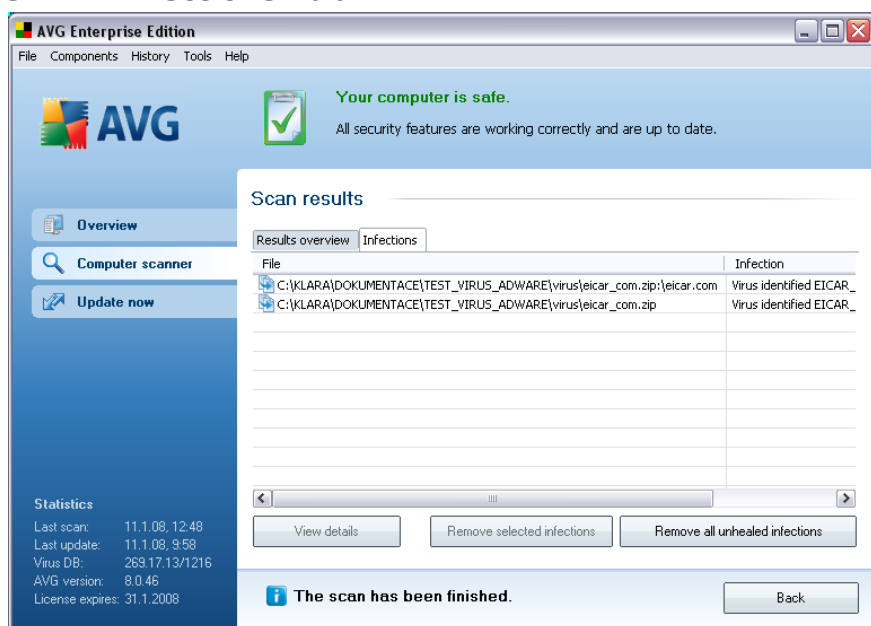 AVG Enterprise Edition
File Components History Tools Help
AVG
Your computer is safe.
All security features are working correctly and are up to date.
Overview
Computer scanner
Update now
Scan results
Results overview Infections
File Infection
C:\KLARA\DOKUMENTACE\TEST_VIRUS_ADWARE\virus\eicar_com.zip:\eicar.com Virus identified EICAR_
C:\KLARA\DOKUMENTACE\TEST_VIRUS_ADWARE\virus\eicar_com.zip Virus identified EICAR_
View details Remove selected infections Remove all unhealed infections
Statistics
Last scan: 11.1.08, 12:48
Last update: 11.1.08, 9:58
Virus DB: 269.17.13/1216
AVG version: 8.0.46
License expires: 31.1.2008
The scan has been finished.
Back